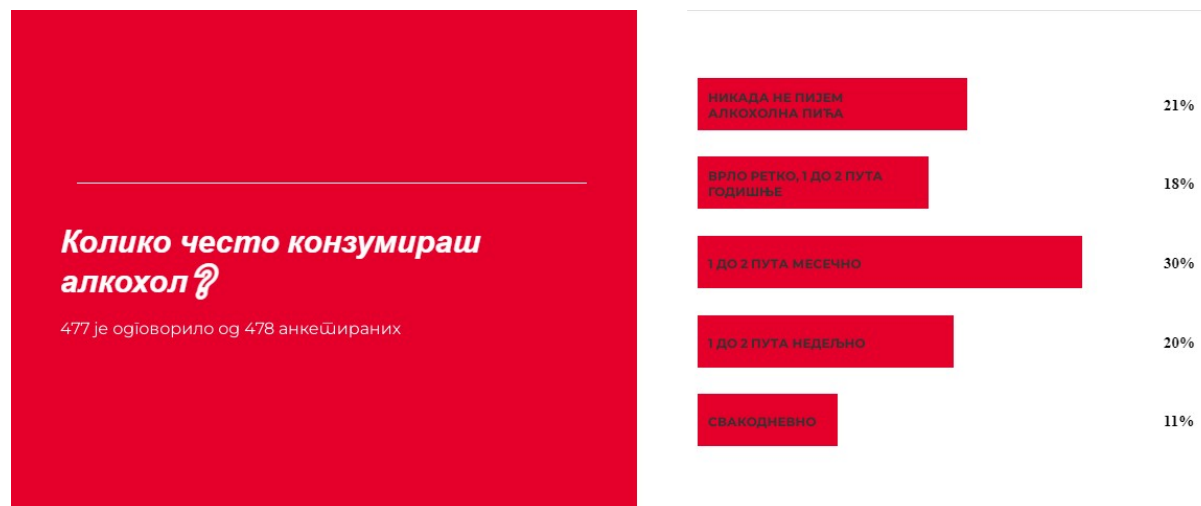 Колико често конзумираш
алкохол?
477 је одговорило од 478 анкетираних
НИКАДА НЕ ПИЈЕМ
АЛКОХОЛНА ПИЋА
21%
ВРЛО РЕТКО, 1 ДО 2 ПУТА
ГОДИШЊЕ
18%
1 ДО 2 ПУТА МЕСЕЧНО
30%
1 ДО 2 ПУТА НЕДЕЉНО
20%
СВАКОДНЕВНО
11%